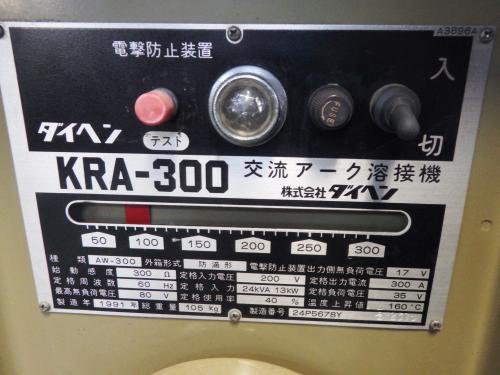 A3896A
電撃防止装置
入
FUSE
ダイヘン
テスト
切
KRA-300 交流アーク溶接機
株式会社 ダイヘン
50 100 150 200 250 300
種類 AW-300 外箱形式 防滴形 電撃防止装置出力側無負荷電圧 17 V
始動感度 300 Ω 定格入力電圧 200 V 定格出力電流 300 A
定格周波数 60 Hz 定格入力 24kVA 13kW 定格負荷電圧 35 V
最高無負荷電圧 80 V 定格使用率 40 % 温度上昇値 160 ℃
製造年 1991年 総重量 105 kg 製造番号 24P5678Y